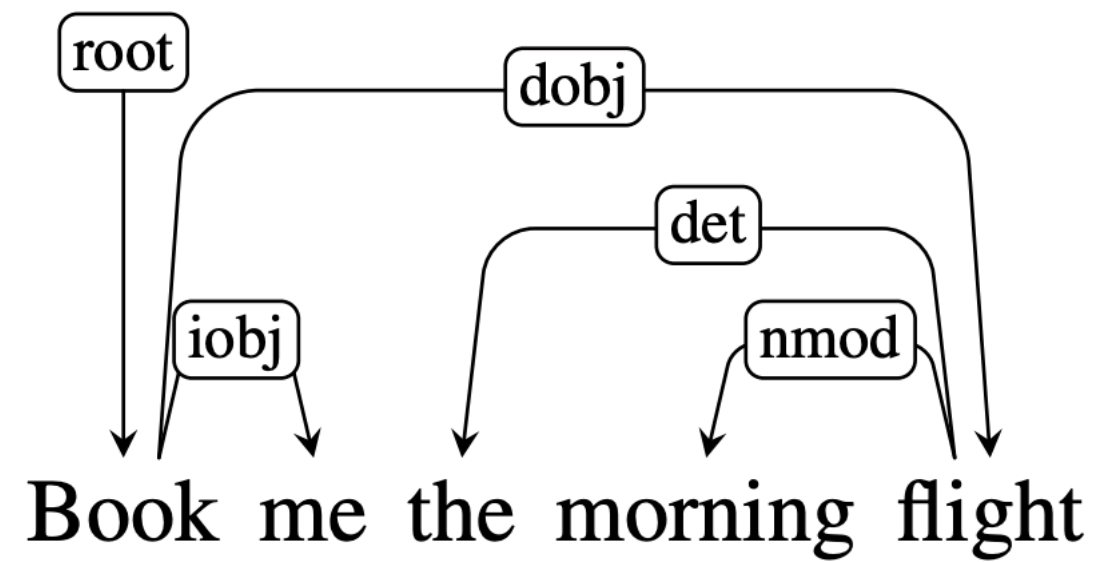 root
dobj
det
iobj
nmod
Book me the morning flight